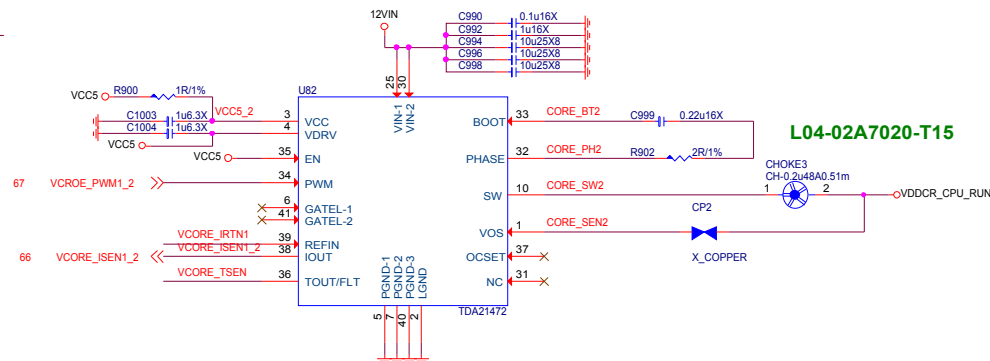 12VIN
C990 0.1u16X
C992 1u16X
C994 10u25X8
C996 10u25X8
C998 10u25X8
25
30
U82
VIN-1
VIN-2
VCC5
R900 1R/1%
VCC5_2
C1003 1u6.3X
C1004 1u6.3X
VCC5
VCC5
3 VCC
4 VDRV
35 EN
67 VCROE_PWM1_2 34 PWM
6 GATEL-1
41 GATEL-2
VCORE_IRTN1 39 REFIN
66 VCORE_ISEN1_2 VCORE_ISEN1_2 38 IOUT
VCORE_TSEN 36 TOUT/FLT
BOOT 33 CORE_BT2 C999 0.22u16X
PHASE 32 CORE_PH2 R902 2R/1%
SW 10 CORE_SW2
VOS 1 CORE_SEN2
OCSET 37
NC 31
PGND-1
PGND-2
PGND-3
LGND
TDA21472
5
7
40
2
L04-02A7020-T15
CHOKE3
CH-0.2u48A0.51m
1 2
VDDCR_CPU_RUN
CP2
X_COPPER